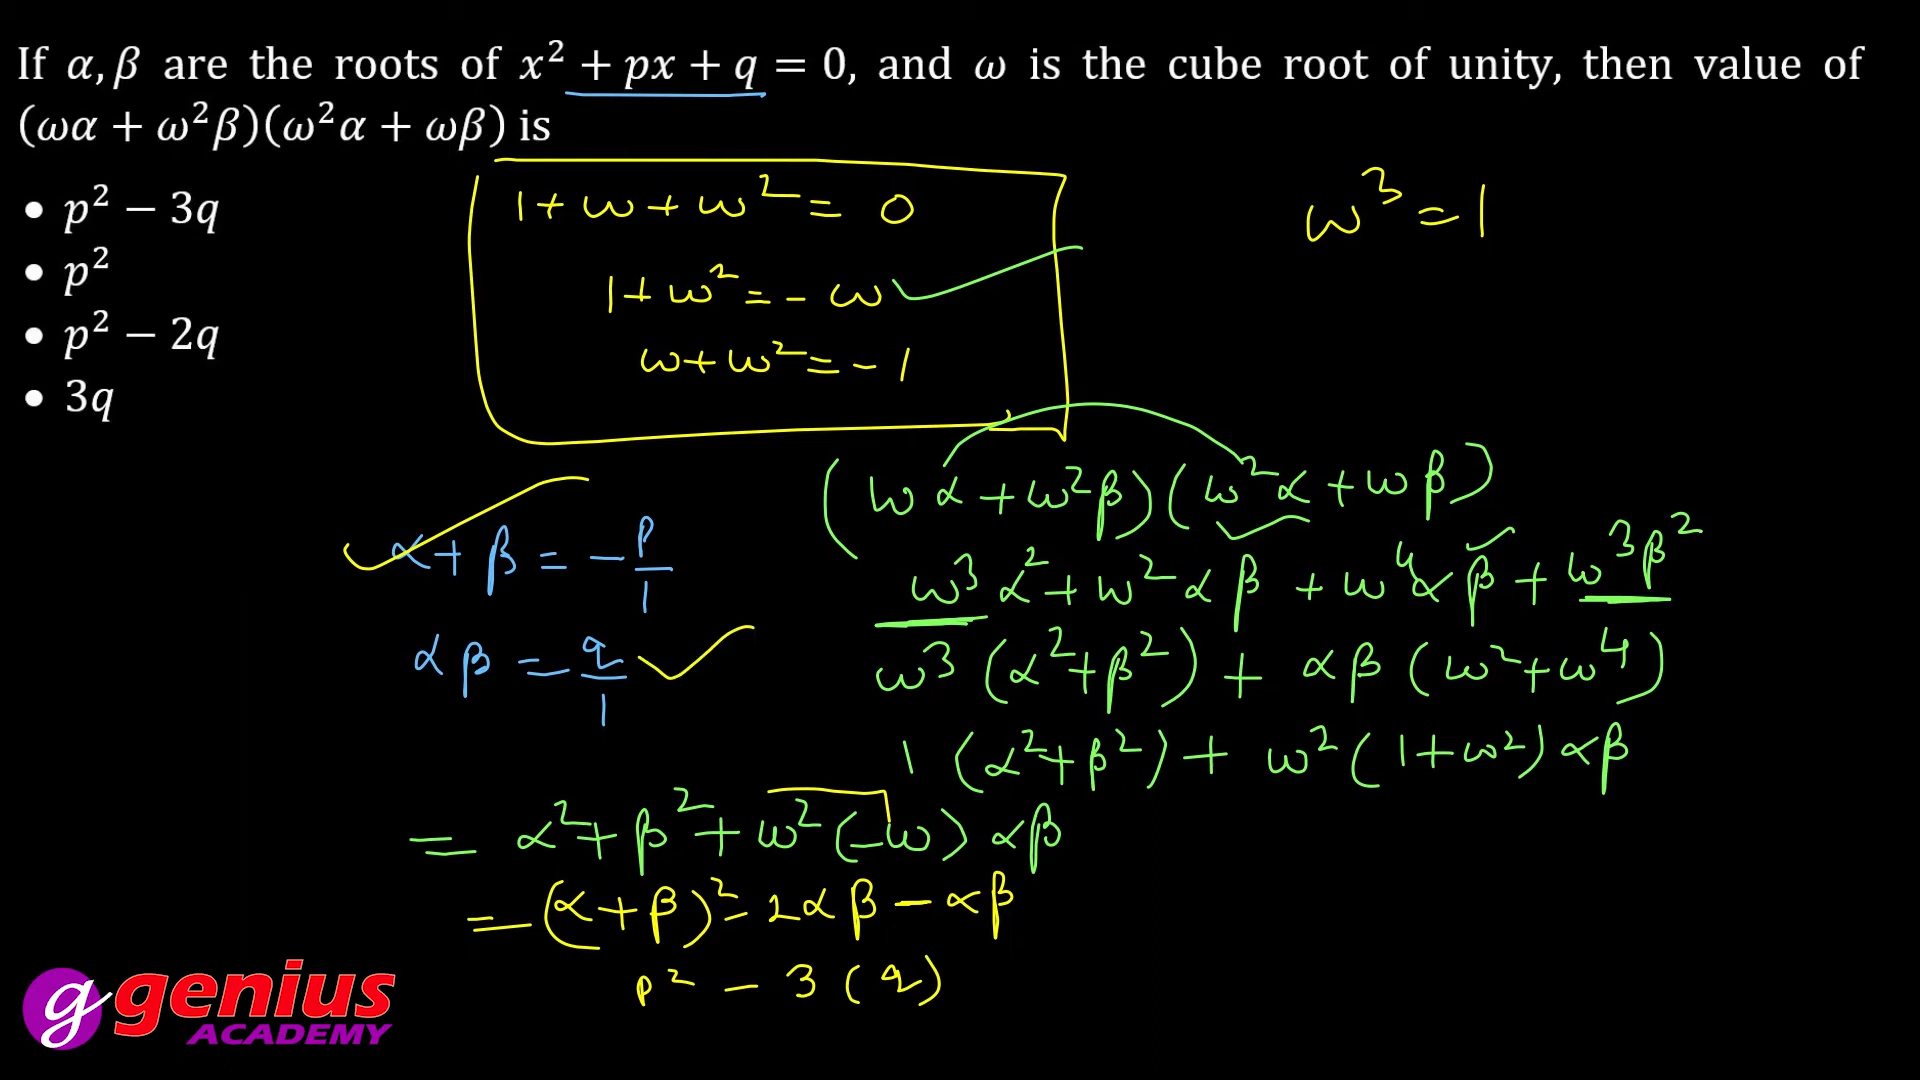 If α, β are the roots of x² + px + q = 0, and ω is the cube root of unity, then value of
(ωα + ω²β)(ω²α + ωβ) is
• p² − 3q
• p²
• p² − 2q
• 3q
1 + ω + ω² = 0
1 + ω² = - ω
ω + ω² = - 1
ω³ = 1
α + β = - p/1
αβ = q/1
(ωα + ω²β)(ω²α + ωβ)
ω³α² + ω²αβ + ω⁴αβ + ω³β²
ω³(α² + β²) + αβ(ω² + ω⁴)
1(α² + β²) + ω²(1 + ω²)αβ
= α² + β² + ω²(-ω)αβ
= (α + β)² - 2αβ - αβ
p² - 3(q)
g genius
ACADEMY